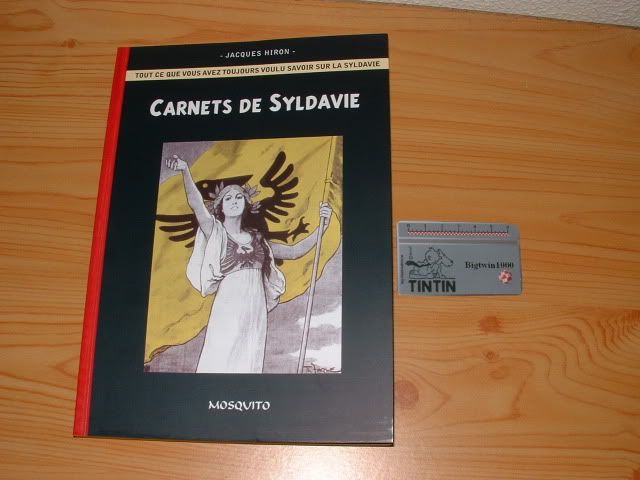 - JACQUES HIRON -
TOUT CE QUE VOUS AVEZ TOUJOURS VOULU SAVOIR SUR LA SYLDAVIE
CARNETS DE SYLDAVIE
MOSQUITO
Bigtwin1000
TINTIN